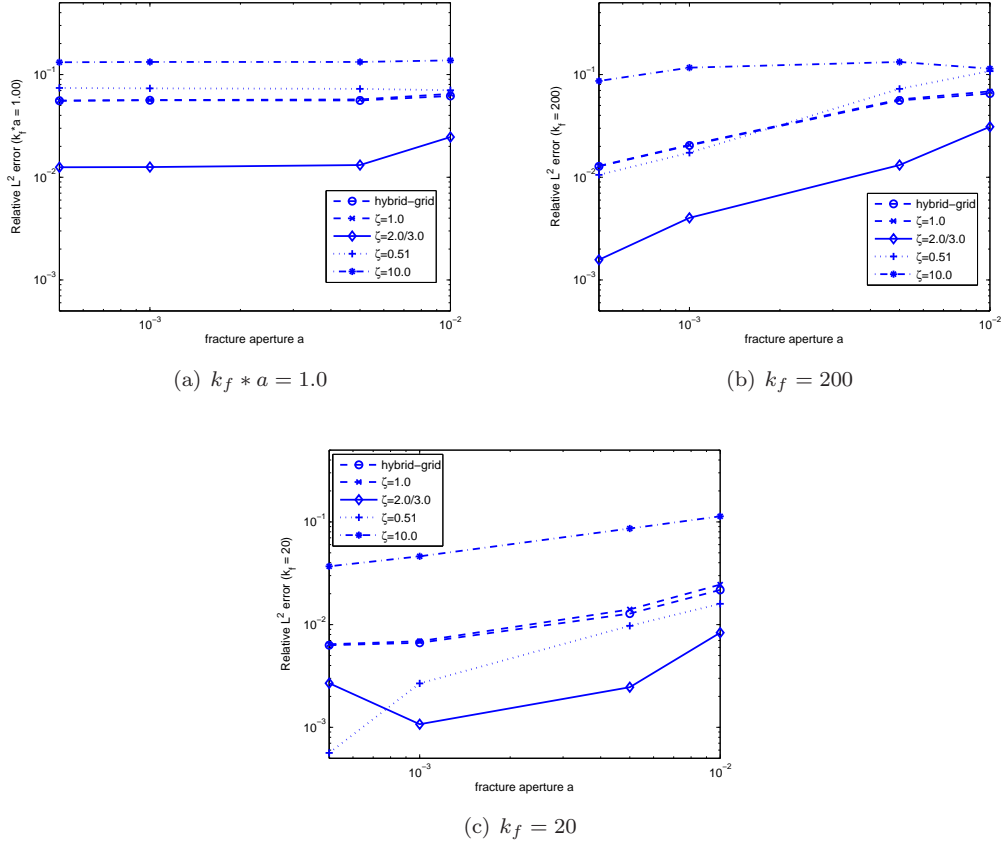 10^{-1}
10^{-2}
10^{-3}
Relative L^2 error (k_f*a = 1.00)
hybrid−grid
ζ=1.0
ζ=2.0/3.0
ζ=0.51
ζ=10.0
10^{-3}
10^{-2}
fracture aperture a
(a) k_f * a = 1.0
10^{-1}
10^{-2}
10^{-3}
Relative L^2 error (k_f = 200)
hybrid−grid
ζ=1.0
ζ=2.0/3.0
ζ=0.51
ζ=10.0
10^{-3}
10^{-2}
fracture aperture a
(b) k_f = 200
hybrid−grid
ζ=1.0
ζ=2.0/3.0
ζ=0.51
ζ=10.0
10^{-1}
10^{-2}
10^{-3}
Relative L^2 error (k_f = 20)
10^{-3}
10^{-2}
fracture aperture a
(c) k_f = 20